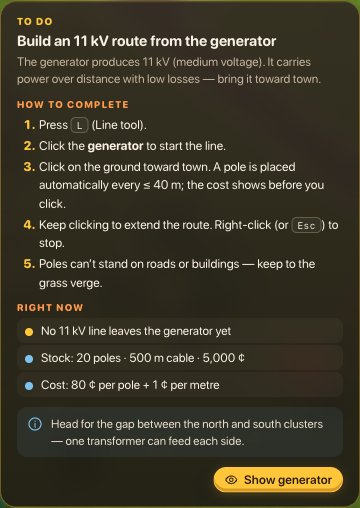 TO DO
Build an 11 kV route from the generator
The generator produces 11 kV (medium voltage). It carries
power over distance with low losses — bring it toward town.
HOW TO COMPLETE
1. Press L (Line tool).
2. Click the generator to start the line.
3. Click on the ground toward town. A pole is placed
automatically every ≤ 40 m; the cost shows before you
click.
4. Keep clicking to extend the route. Right-click (or Esc) to
stop.
5. Poles can’t stand on roads or buildings — keep to the
grass verge.
RIGHT NOW
No 11 kV line leaves the generator yet
Stock: 20 poles · 500 m cable · 5,000 ¢
Cost: 80 ¢ per pole + 1 ¢ per metre
Head for the gap between the north and south clusters
— one transformer can feed each side.
Show generator